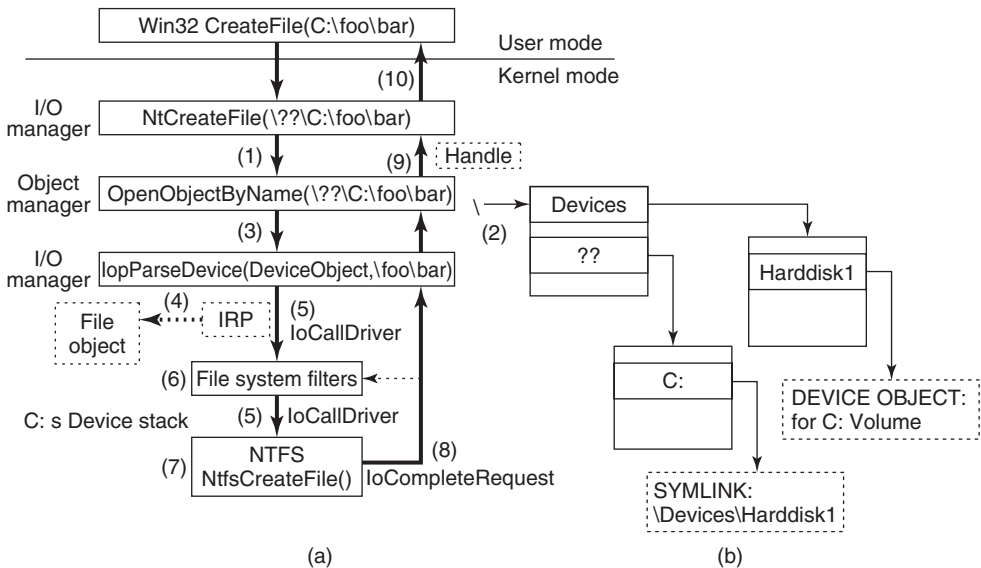 Win32 CreateFile(C:\foo\bar)
User mode
Kernel mode
(10)
I/O
manager
NtCreateFile(\??\C:\foo\bar)
(1)
(9)
Handle
Object
manager
OpenObjectByName(\??\C:\foo\bar)
(3)
I/O
manager
IopParseDevice(DeviceObject,\foo\bar)
(4)
File
object
IRP
(5)
IoCallDriver
(6)
File system filters
C: s Device stack
(5)
IoCallDriver
(7)
NTFS
NtfsCreateFile()
(8)
IoCompleteRequest
(a)
\
(2)
Devices
??
Harddisk1
C:
DEVICE OBJECT:
for C: Volume
SYMLINK:
\Devices\Harddisk1
(b)